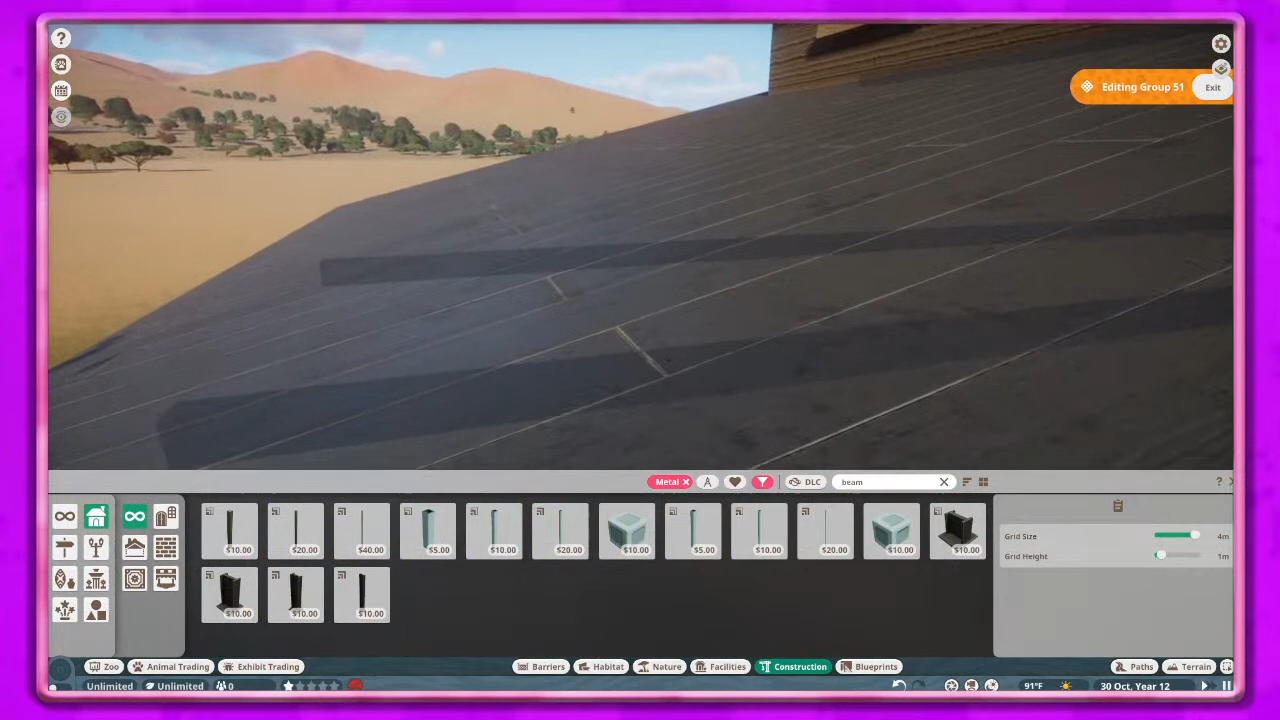 ?
Editing Group 51
Exit
Metal ×
DLC
beam
?
$10.00
$20.00
$40.00
$5.00
$10.00
$20.00
$10.00
$5.00
$10.00
$20.00
$10.00
$10.00
$10.00
$10.00
$10.00
Grid Size
4m
Grid Height
1m
Zoo
Animal Trading
Exhibit Trading
Barriers
Habitat
Nature
Facilities
Construction
Blueprints
Paths
Terrain
Unlimited
Unlimited
0
91°F
30 Oct, Year 12